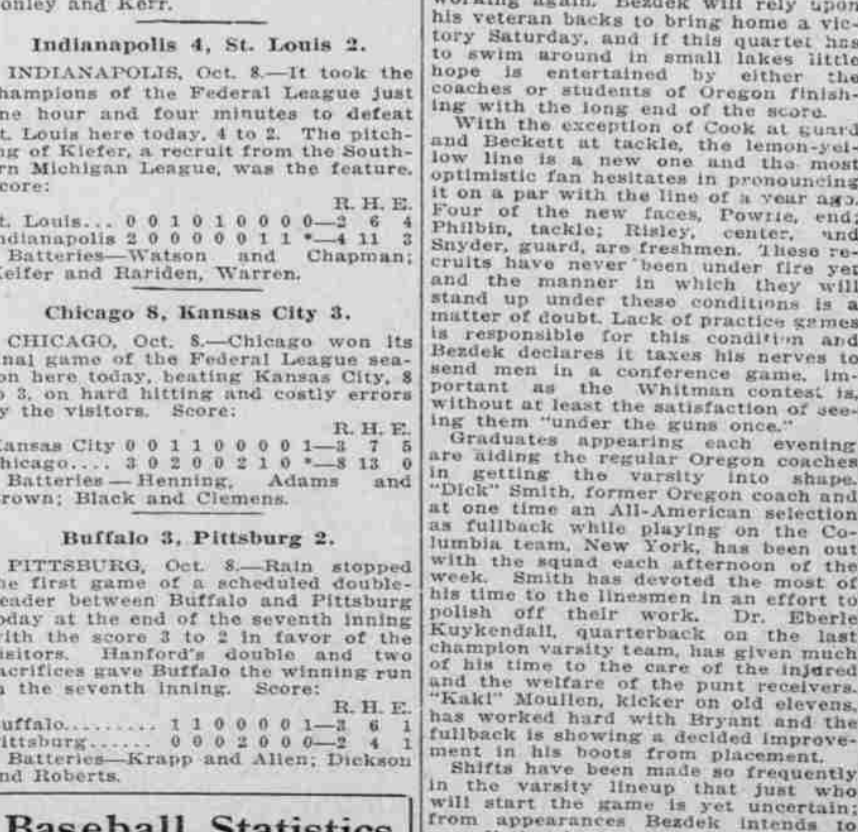 onley and Kerr.
Indianapolis 4, St. Louis 2.
INDIANAPOLIS, Oct. 8.—It took the
hampions of the Federal League just
ne hour and four minutes to defeat
t. Louis here today, 4 to 2. The pitch-
ng of Kiefer, a recruit from the South-
rn Michigan League, was the feature.
core:
R. H. E.
t. Louis... 0 0 1 0 1 0 0 0 0—2 6 4
ndianapolis 2 0 0 0 0 0 1 1 *—4 11 3
Batteries—Watson and Chapman;
Keifer and Rariden, Warren.
Chicago 8, Kansas City 3.
CHICAGO, Oct. 8.—Chicago won its
inal game of the Federal League sea-
on here today, beating Kansas City, 8
o 3, on hard hitting and costly errors
y the visitors. Score:
R. H. E.
Kansas City 0 0 1 1 0 0 0 0 1—3 7 5
hicago.... 3 0 2 0 0 2 1 0 *—8 13 0
Batteries—Henning, Adams and
rown; Black and Clemens.
Buffalo 3, Pittsburg 2.
PITTSBURG, Oct. 8.—Rain stopped
he first game of a scheduled double-
eader between Buffalo and Pittsburg
oday at the end of the seventh inning
ith the score 3 to 2 in favor of the
isitors. Hanford's double and two
acrifices gave Buffalo the winning run
n the seventh inning. Score:
R. H. E.
uffalo......... 1 1 0 0 0 0 1—3 6 1
ittsburg...... 0 0 0 2 0 0 0—2 4 1
Batteries—Krapp and Allen; Dickson
nd Roberts.
Baseball Statistics
working again. Bezdek will rely upon
his veteran backs to bring home a vic-
tory Saturday, and if this quartet has
to swim around in small lakes little
hope is entertained by either the
coaches or students of Oregon finish-
ing with the long end of the score.
With the exception of Cook at guard
and Beckett at tackle, the lemon-yel-
low line is a new one and the most
optimistic fan hesitates in pronouncing
it on a par with the line of a year ago.
Four of the new faces, Powrie, end;
Philbin, tackle; Risley, center, and
Snyder, guard, are freshmen. These re-
cruits have never been under fire yet
and the manner in which they will
stand up under these conditions is a
matter of doubt. Lack of practice games
is responsible for this condition and
Bezdek declares it taxes his nerves to
send men in a conference game, im-
portant as the Whitman contest is,
without at least the satisfaction of see-
ing them "under the guns once."
Graduates appearing each evening
are aiding the regular Oregon coaches
in getting the varsity into shape.
"Dick" Smith, former Oregon coach and
at one time an All-American selection
as fullback while playing on the Co-
lumbia team, New York, has been out
with the squad each afternoon of the
week. Smith has devoted the most of
his time to the linesmen in an effort to
polish off their work. Dr. Eberle
Kuykendall, quarterback on the last
champion varsity team, has given much
of his time to the care of the injured
and the welfare of the punt receivers.
"Kaki" Moullen, kicker on old elevens,
has worked hard with Bryant and the
fullback is showing a decided improve-
ment in his boots from placement.
Shifts have been made so frequently
in the varsity lineup that just who
will start the game is yet uncertain;
from appearances Bezdek intends to